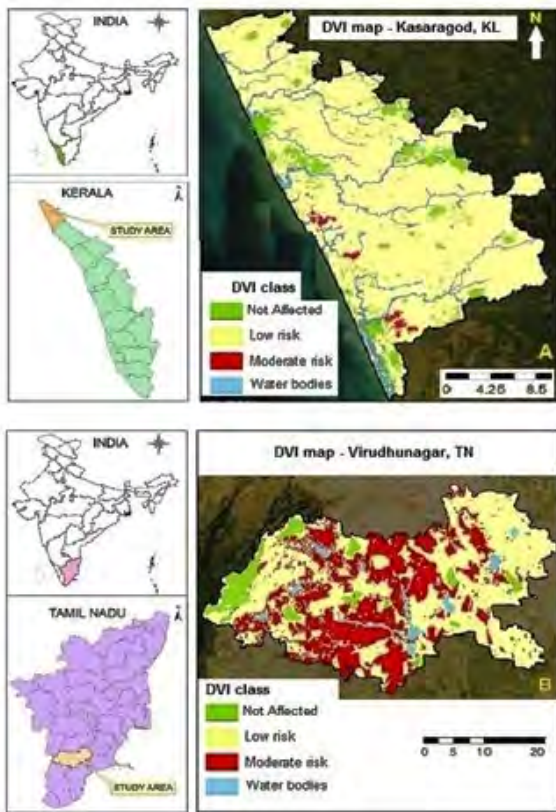 INDIA
KERALA
STUDY AREA
DVI map - Kasaragod, KL
N
DVI class
Not Affected
Low risk
Moderate risk
Water bodies
A
0 4.25 8.5
INDIA
TAMIL NADU
STUDY AREA
DVI map - Virudhunagar, TN
B
DVI class
Not Affected
Low risk
Moderate risk
Water bodies
0 5 10 20